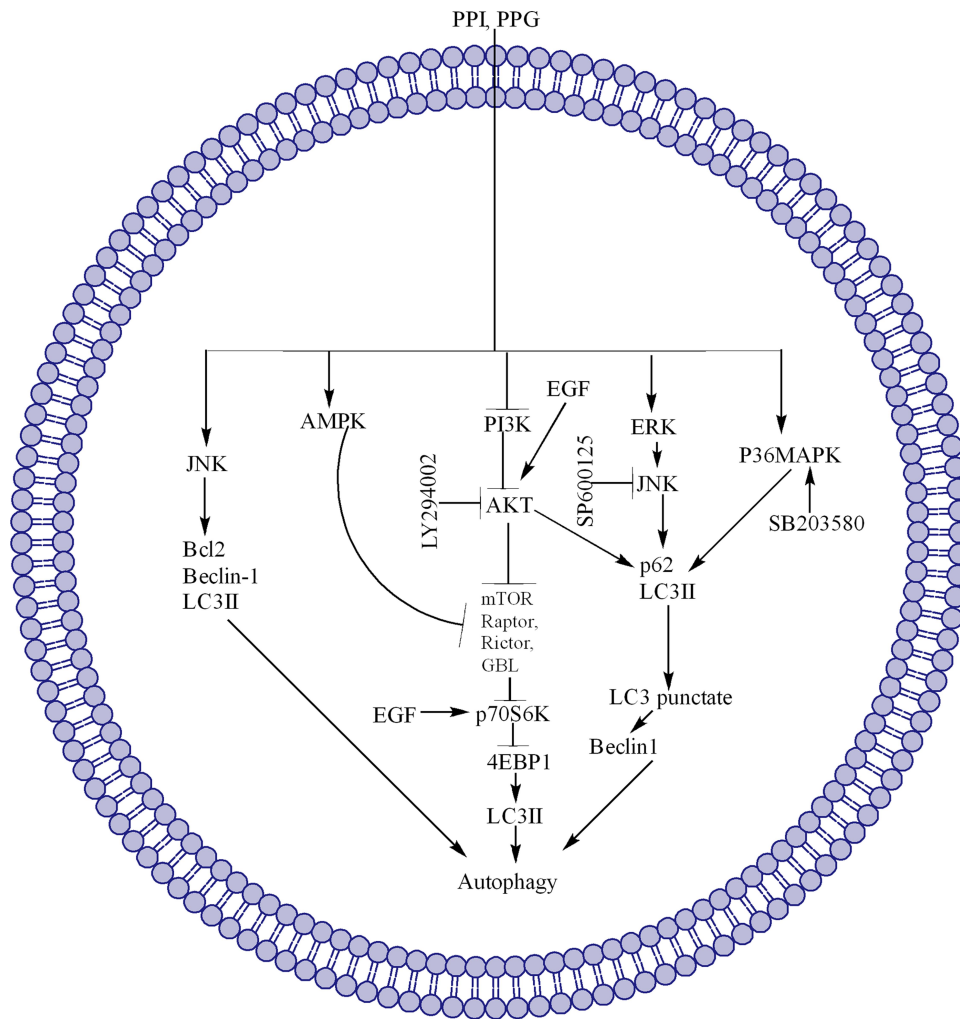 PPI, PPG
EGF
AMPK
PI3K
ERK
JNK
P36MAPK
LY294002
SP600125
AKT
JNK
SB203580
Bcl2
Beclin-1
LC3II
p62
LC3II
mTOR
Raptor,
Rictor,
GBL
LC3 punctate
EGF
p70S6K
Beclin1
4EBP1
LC3II
Autophagy